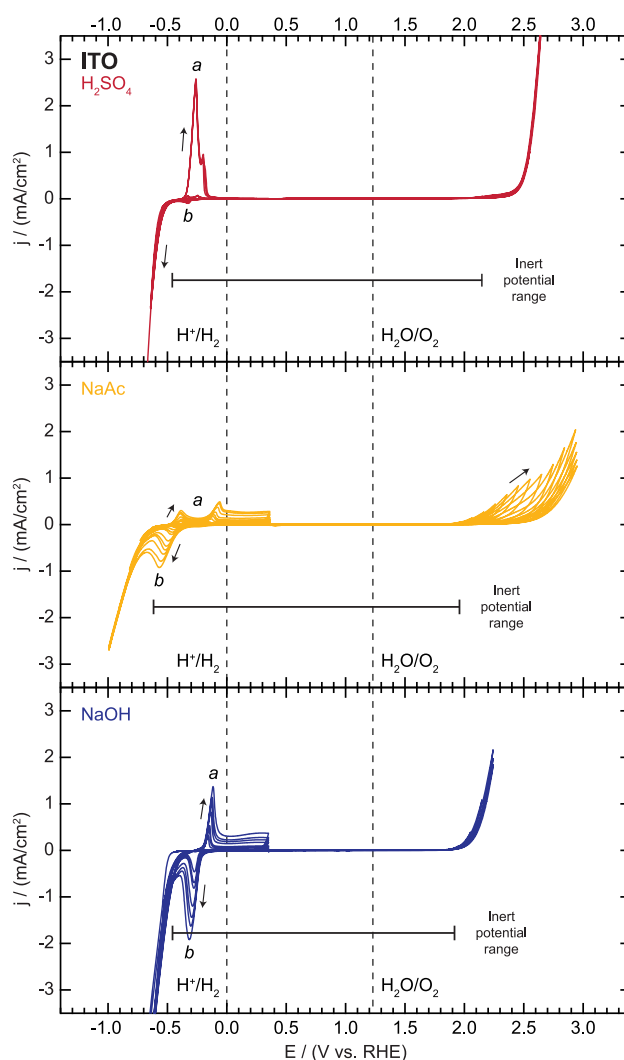 -1.0 -0.5 0.0 0.5 1.0 1.5 2.0 2.5 3.0
ITO
H₂SO₄
a
b
3
2
1
0
-1
-2
-3
j / (mA/cm²)
Inert
potential
range
H⁺/H₂
H₂O/O₂
NaAc
a
b
3
2
1
0
-1
-2
-3
j / (mA/cm²)
Inert
potential
range
H⁺/H₂
H₂O/O₂
NaOH
a
b
3
2
1
0
-1
-2
-3
j / (mA/cm²)
Inert
potential
range
H⁺/H₂
H₂O/O₂
-1.0 -0.5 0.0 0.5 1.0 1.5 2.0 2.5 3.0
E / (V vs. RHE)